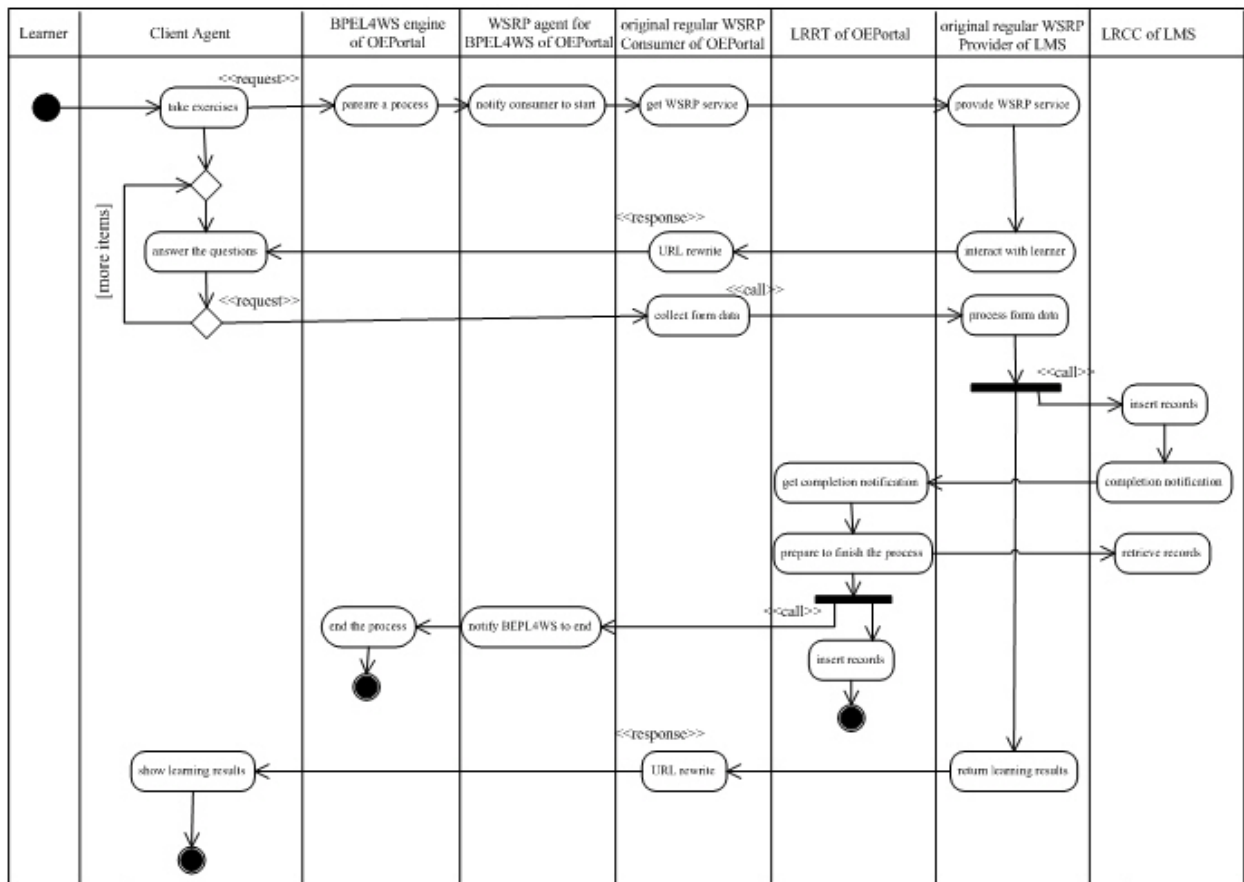 Learner
Client Agent
BPEL4WS engine
of OEPortal
WSRP agent for
BPEL4WS of OEPortal
original regular WSRP
Consumer of OEPortal
LRRT of OEPortal
original regular WSRP
Provider of LMS
LRCC of LMS
<<request>>
take exercises
pareare a process
notify consumer to start
get WSRP service
provide WSRP service
[more items]
<<response>>
answer the questions
URL rewrite
interact with learner
<<request>>
<<call>>
collect form data
process form data
<<call>>
insert records
get completion notification
completion notification
prepare to finish the process
retrieve records
<<call>>
end the process
notify BEPL4WS to end
insert records
<<response>>
show learning results
URL rewrite
return learning results